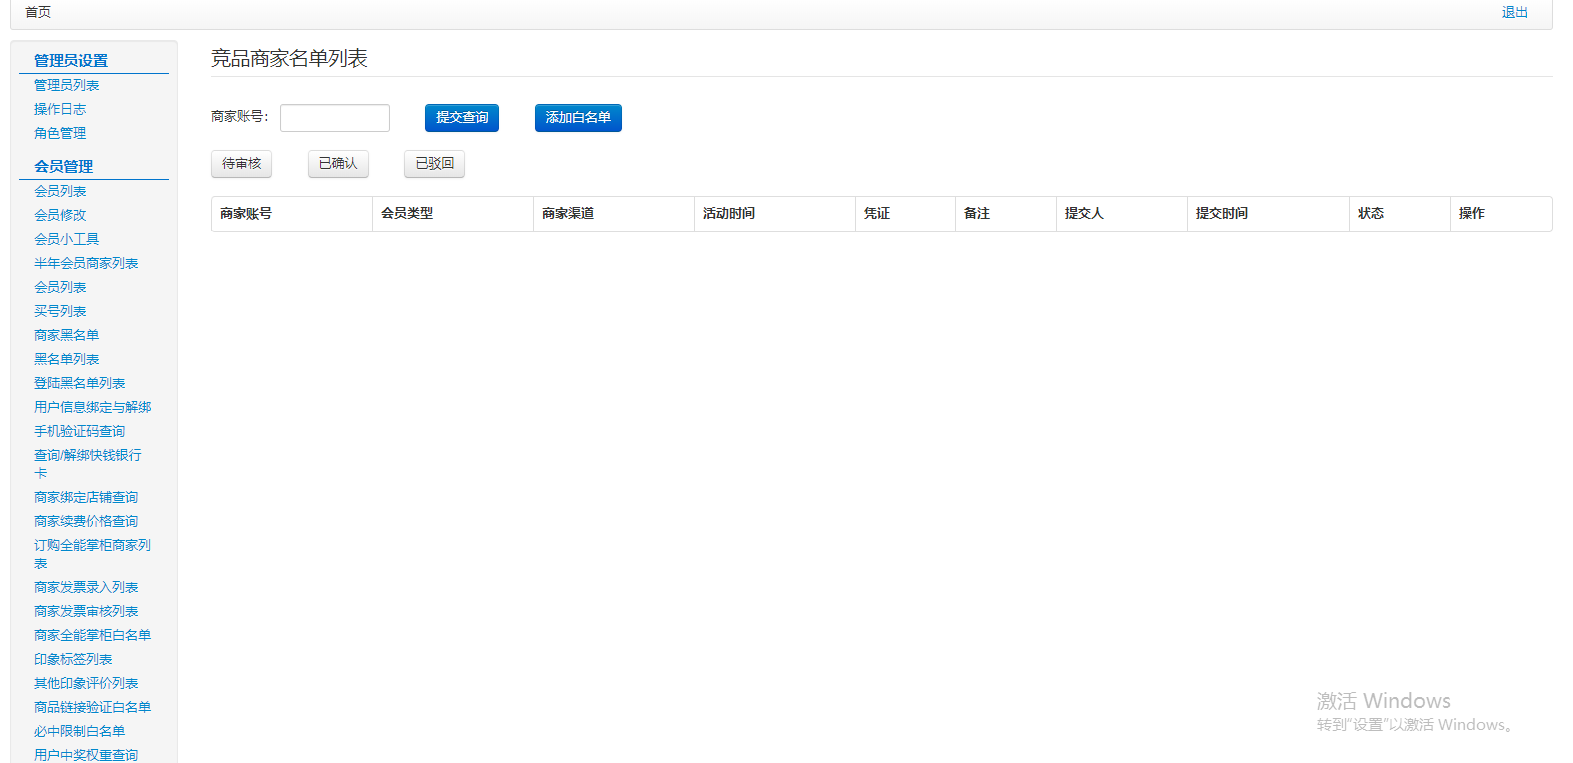 首页
退出
管理员设置
管理员列表
操作日志
角色管理
会员管理
会员列表
会员修改
会员小工具
半年会员商家列表
会员列表
买号列表
商家黑名单
黑名单列表
登陆黑名单列表
用户信息绑定与解绑
手机验证码查询
查询/解绑快钱银行
卡
商家绑定店铺查询
商家续费价格查询
订购全能掌柜商家列
表
商家发票录入列表
商家发票审核列表
商家全能掌柜白名单
印象标签列表
其他印象评价列表
商品链接验证白名单
必中限制白名单
用户中奖权重查询
竞品商家名单列表
商家账号： 提交查询 添加白名单
待审核 已确认 已驳回
商家账号 会员类型 商家渠道 活动时间 凭证 备注 提交人 提交时间 状态 操作
激活 Windows
转到“设置”以激活 Windows。